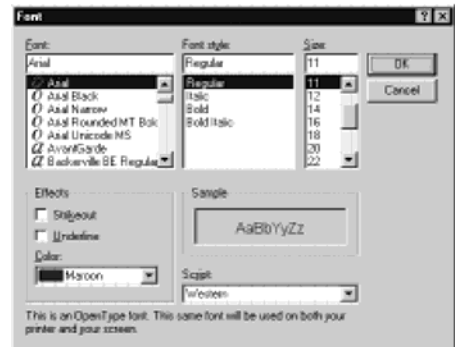 Font
Font: Font style: Size:
Arial Regular 11 OK
Arial Regular 11 Cancel
Arial Black Italic 12
Arial Narrow Bold 14
Arial Rounded MT Bol Bold Italic 16
Arial Unicode MS 18
AvantGarde 20
Baskerville BE Regular 22
Effects Sample
Strikeout
Underline AaBbYyZz
Color:
Maroon Script:
Western
This is an OpenType font. This same font will be used on both your
printer and your screen.